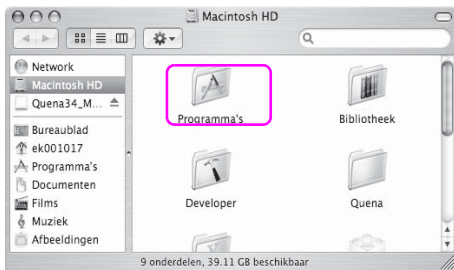 Macintosh HD
Network
Macintosh HD
Quena34_M...
Bureaublad
ek001017
Programma's
Documenten
Films
Muziek
Afbeeldingen
Programma's
Bibliotheek
Developer
Quena
9 onderdelen, 39.11 GB beschikbaar